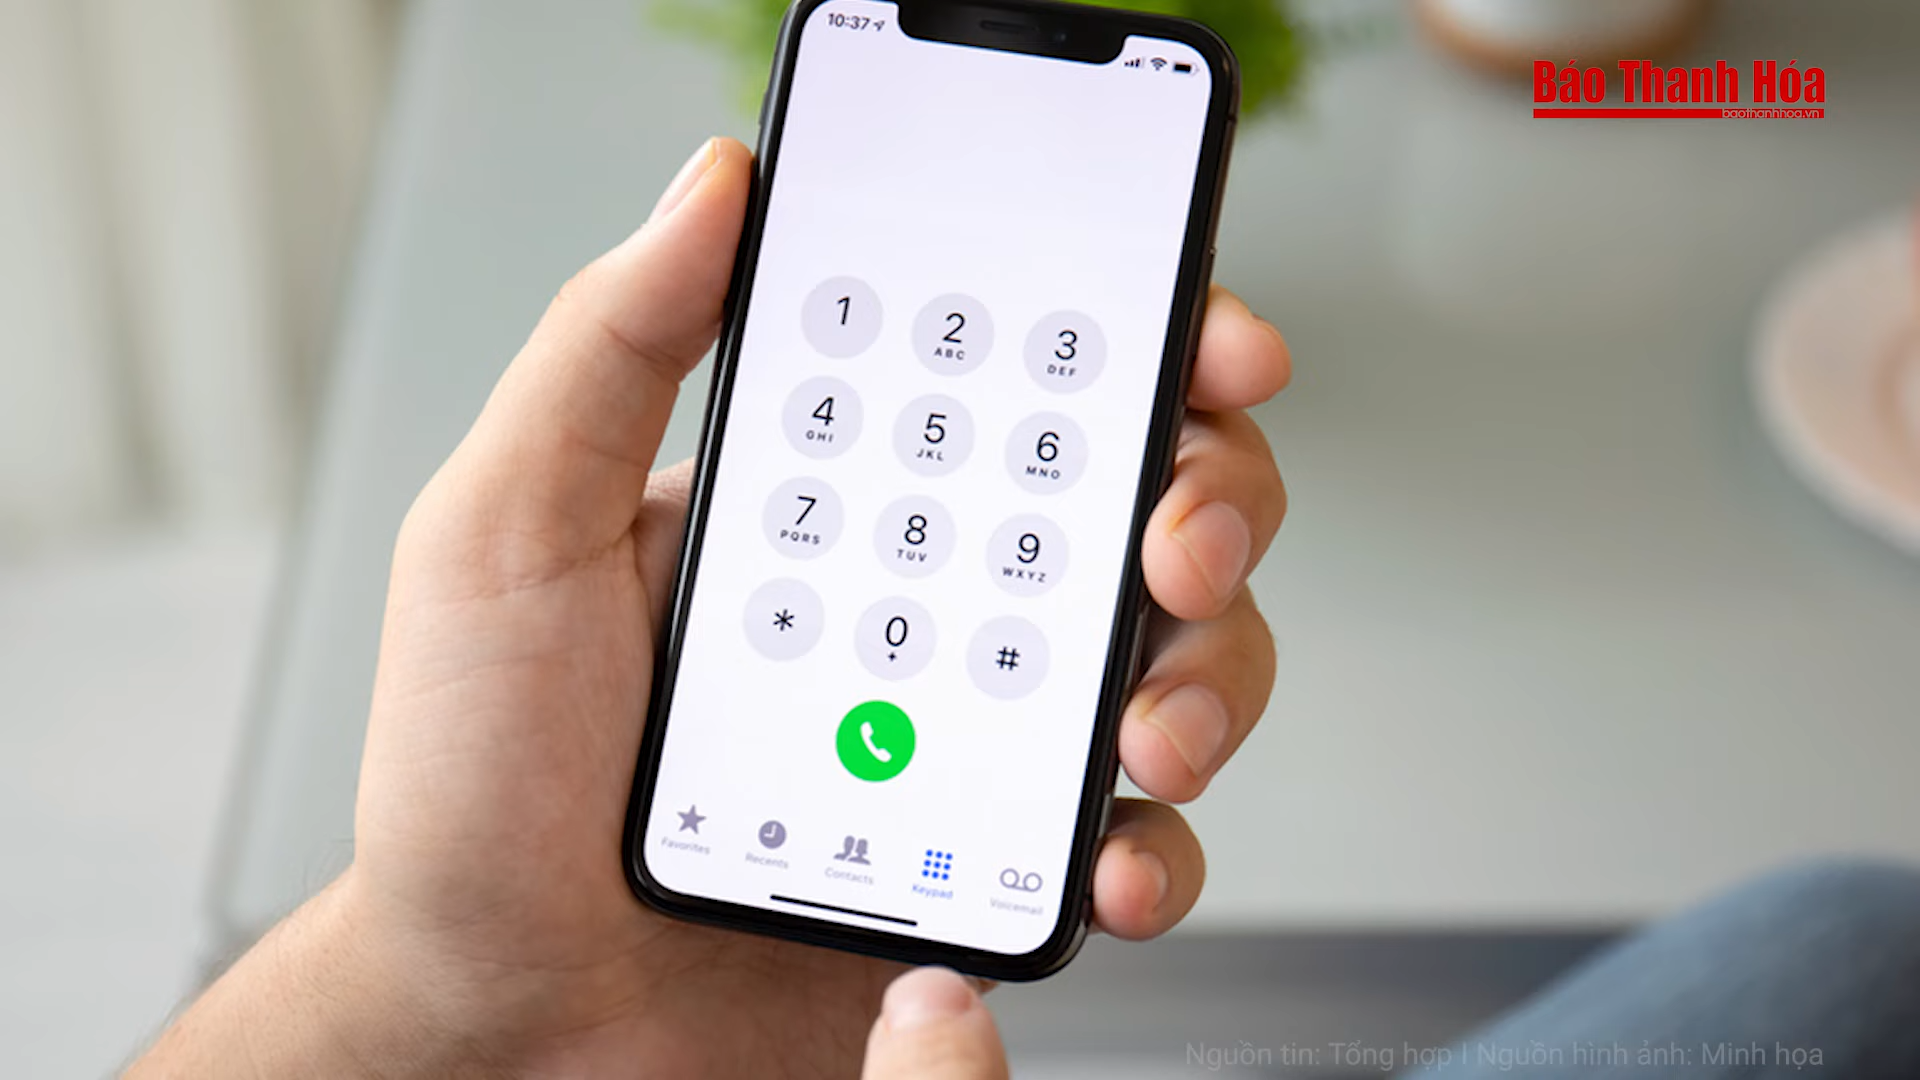 10:37
Báo Thanh Hóa
baothanhhoa.vn
1
2
ABC
3
DEF
4
GHI
5
JKL
6
MNO
7
PQRS
8
TUV
9
WXYZ
*
0
+
#
Favorites
Recents
Contacts
Keypad
Voicemail
Nguồn tin: Tổng hợp | Nguồn hình ảnh: Minh họa